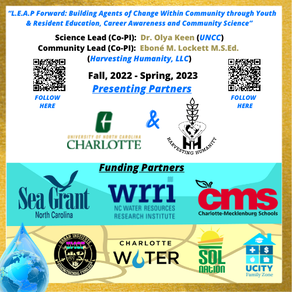 "L.E.A.P Forward: Building Agents of Change Within Community through Youth
& Resident Education, Career Awareness and Community Science"
Science Lead (Co-PI): Dr. Olya Keen (UNCC)
Community Lead (Co-PI): Eboné M. Lockett M.S.Ed.
(Harvesting Humanity, LLC)
Fall, 2022 - Spring, 2023
Presenting Partners
FOLLOW
HERE
FOLLOW
HERE
UNIVERSITY OF NORTH CAROLINA
CHARLOTTE
&
HARVESTING HUMANITY
Funding Partners
Sea Grant
North Carolina
wrri
NC WATER RESOURCES
RESEARCH INSTITUTE
cms
Charlotte-Mecklenburg Schools
CHARLOTTE
WATER
SOL
NATION
UCITY
Family Zone